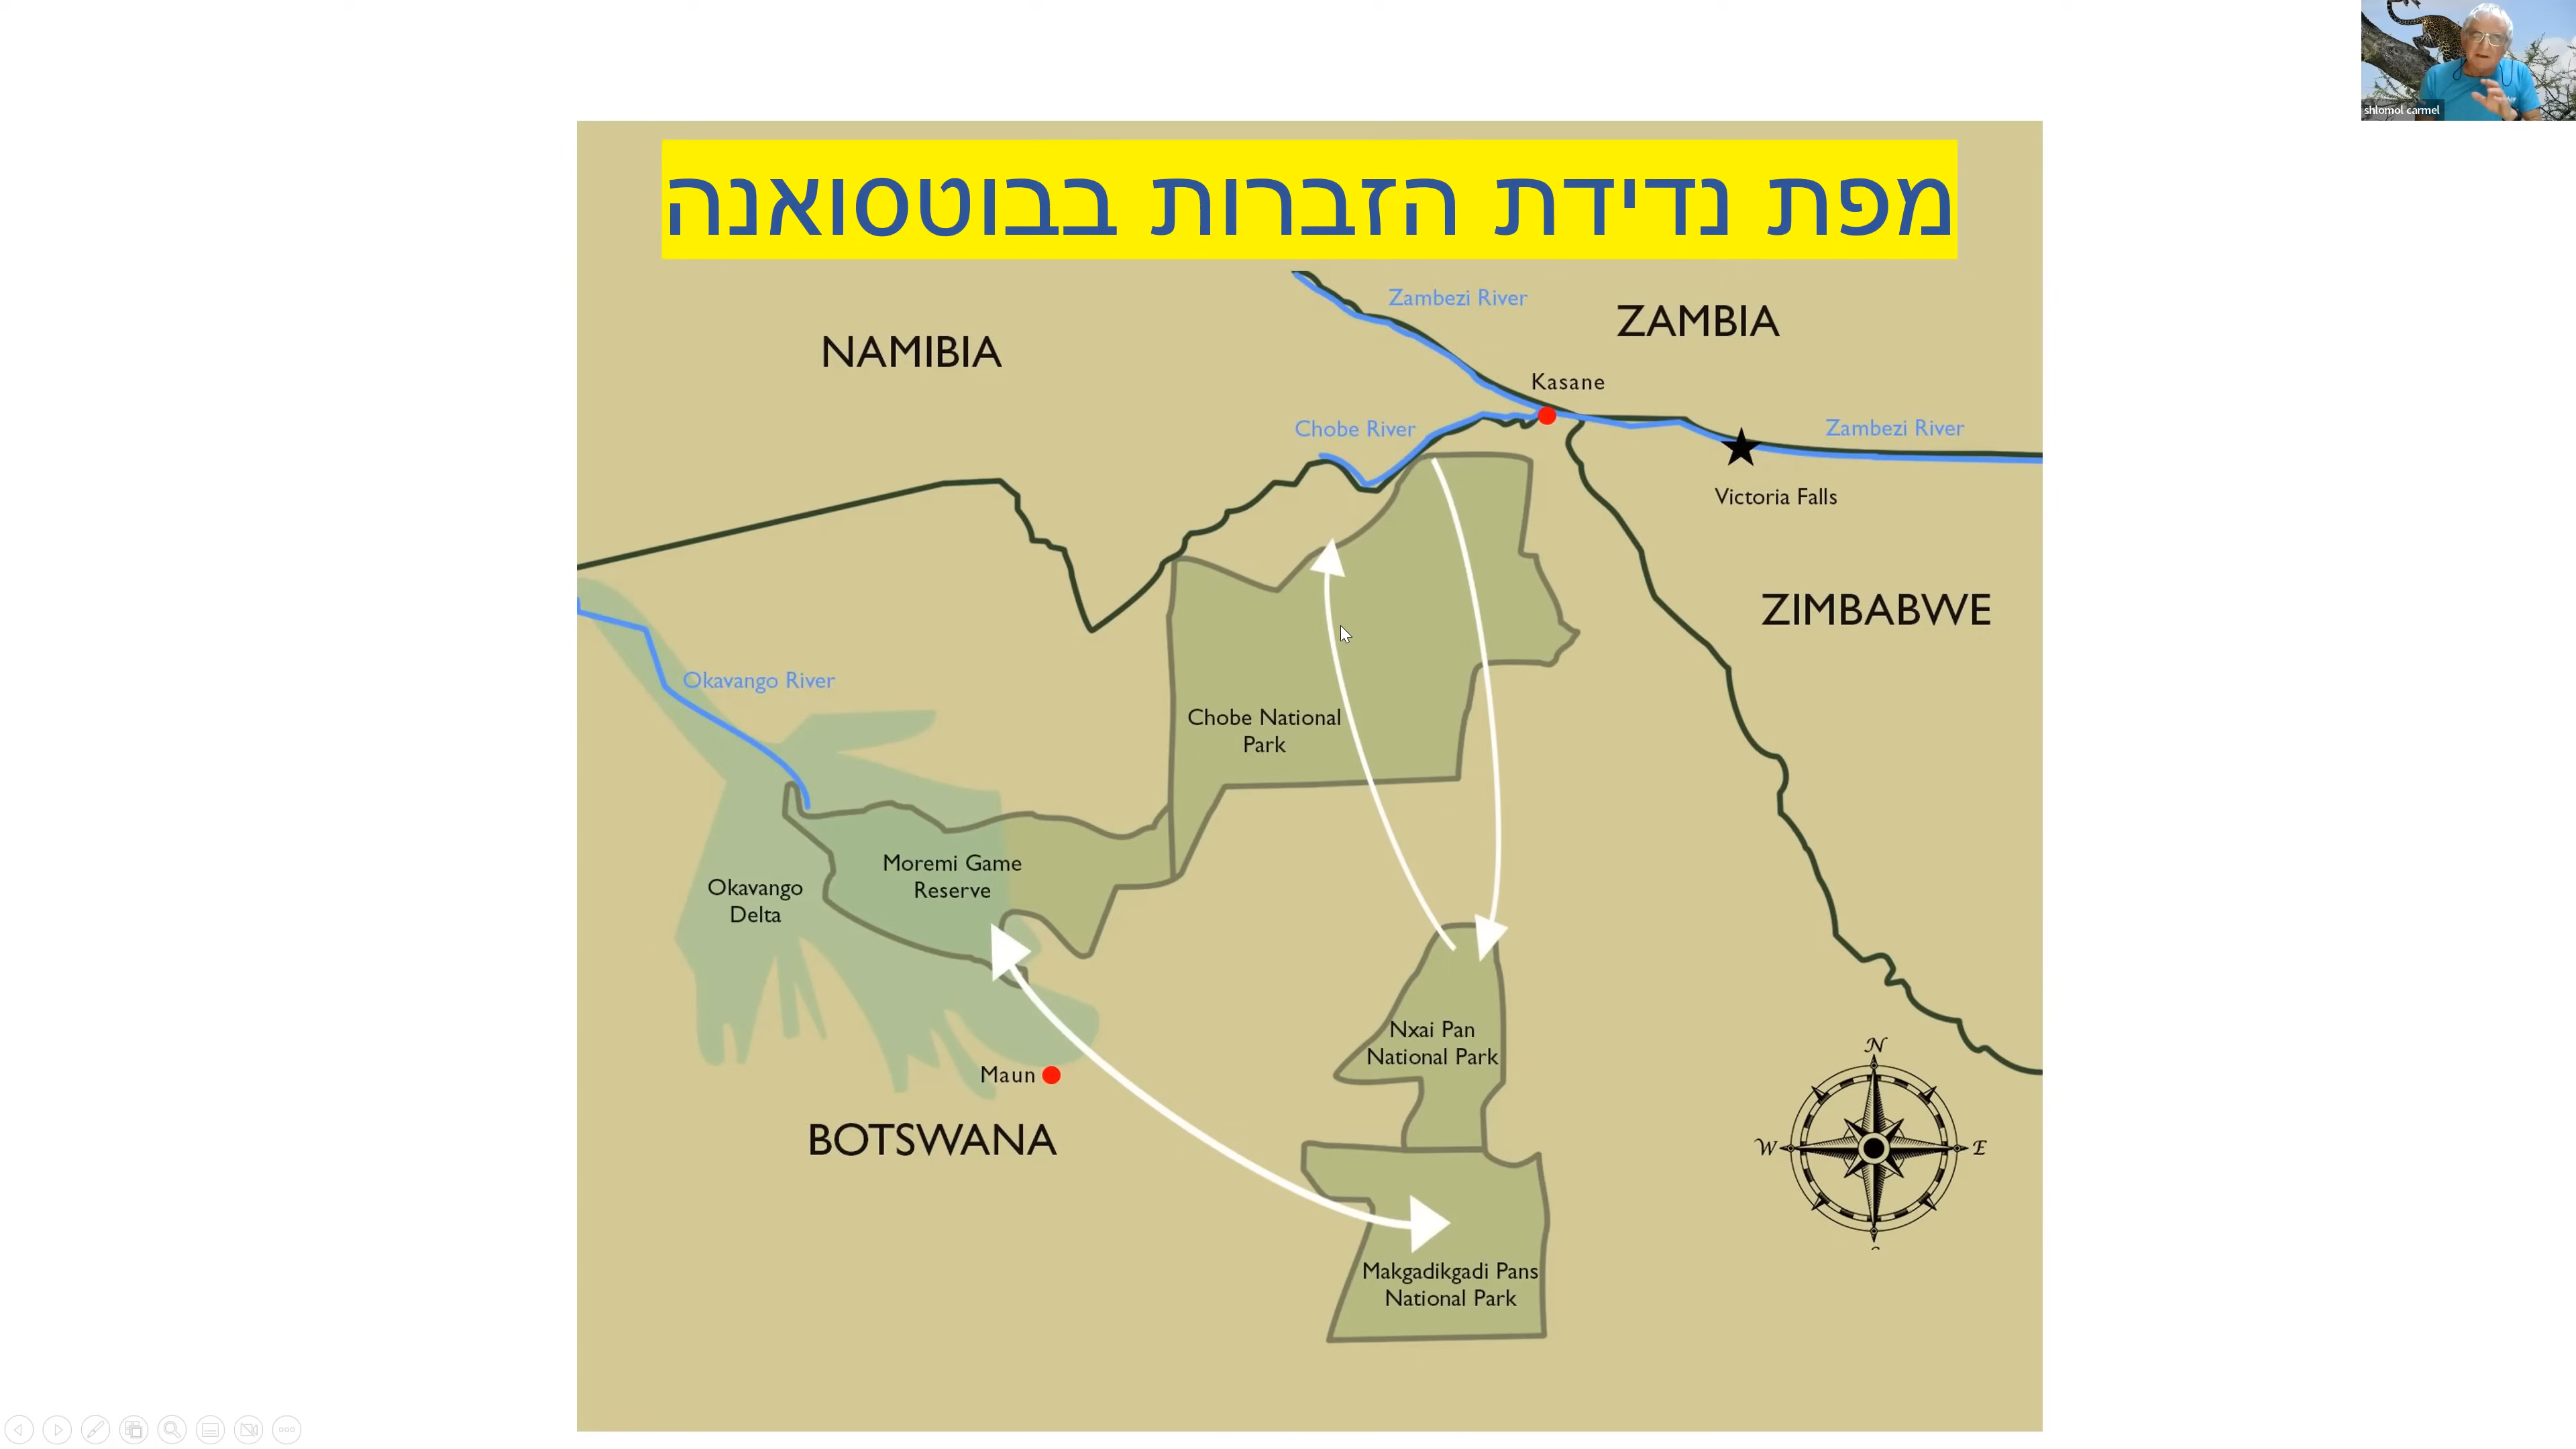 shlomol carmel
מפת נדידת הזברות בבוטסואנה
Zambezi River
ZAMBIA
NAMIBIA
Kasane
Chobe River
Zambezi River
Victoria Falls
ZIMBABWE
Okavango River
Chobe National
Park
Moremi Game
Reserve
Okavango
Delta
Nxai Pan
National Park
Maun
BOTSWANA
N
W
E
Makgadikgadi Pans
National Park